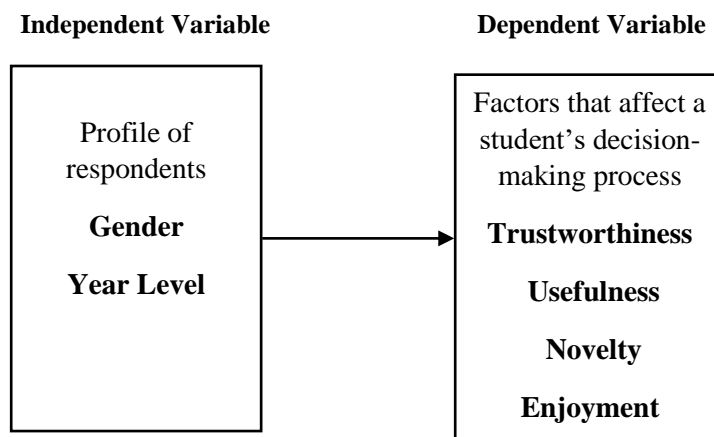 Independent Variable
Dependent Variable
Profile of
respondents
Gender
Year Level
Factors that affect a
student’s decision-
making process
Trustworthiness
Usefulness
Novelty
Enjoyment